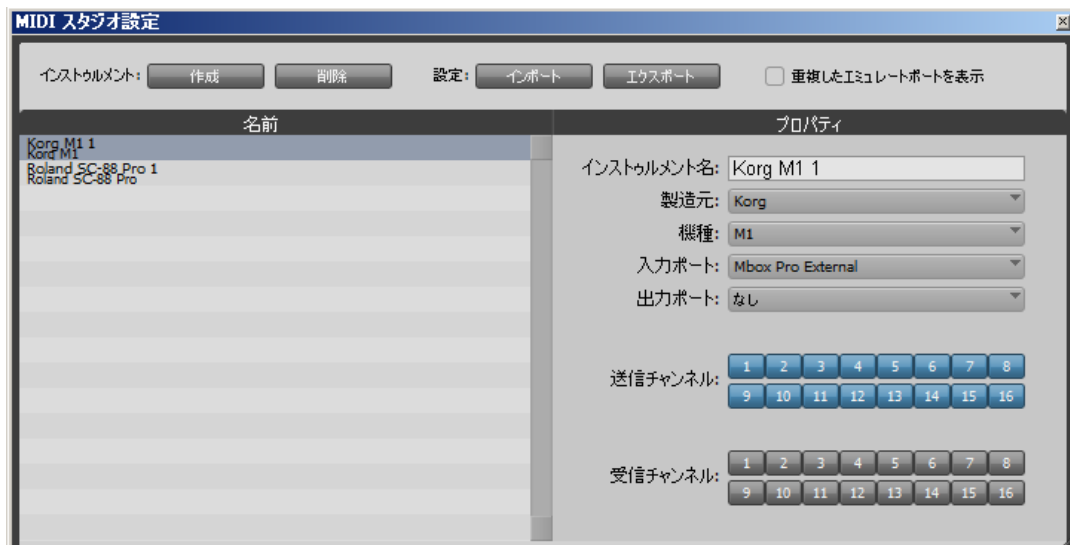 MIDI スタジオ設定
インストゥルメント: 作成 削除 設定: インポート エクスポート 重複したエミュレートポートを表示
名前 プロパティ
Korg M1 1
Kord M1
Roland SC-88 Pro 1
Roland SC-88 Pro
インストゥルメント名: Korg M1 1
製造元: Korg
機種: M1
入力ポート: Mbox Pro External
出力ポート: なし
送信チャンネル: 1 2 3 4 5 6 7 8
9 10 11 12 13 14 15 16
受信チャンネル: 1 2 3 4 5 6 7 8
9 10 11 12 13 14 15 16